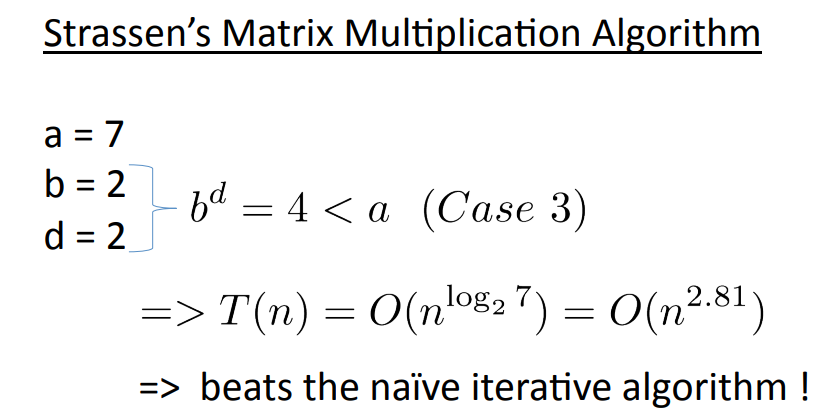 Strassen’s Matrix Multiplication Algorithm
a = 7
b = 2
d = 2
b^d = 4 < a (Case 3)
=> T(n) = O(n^{log_2 7}) = O(n^{2.81})
=> beats the naïve iterative algorithm !